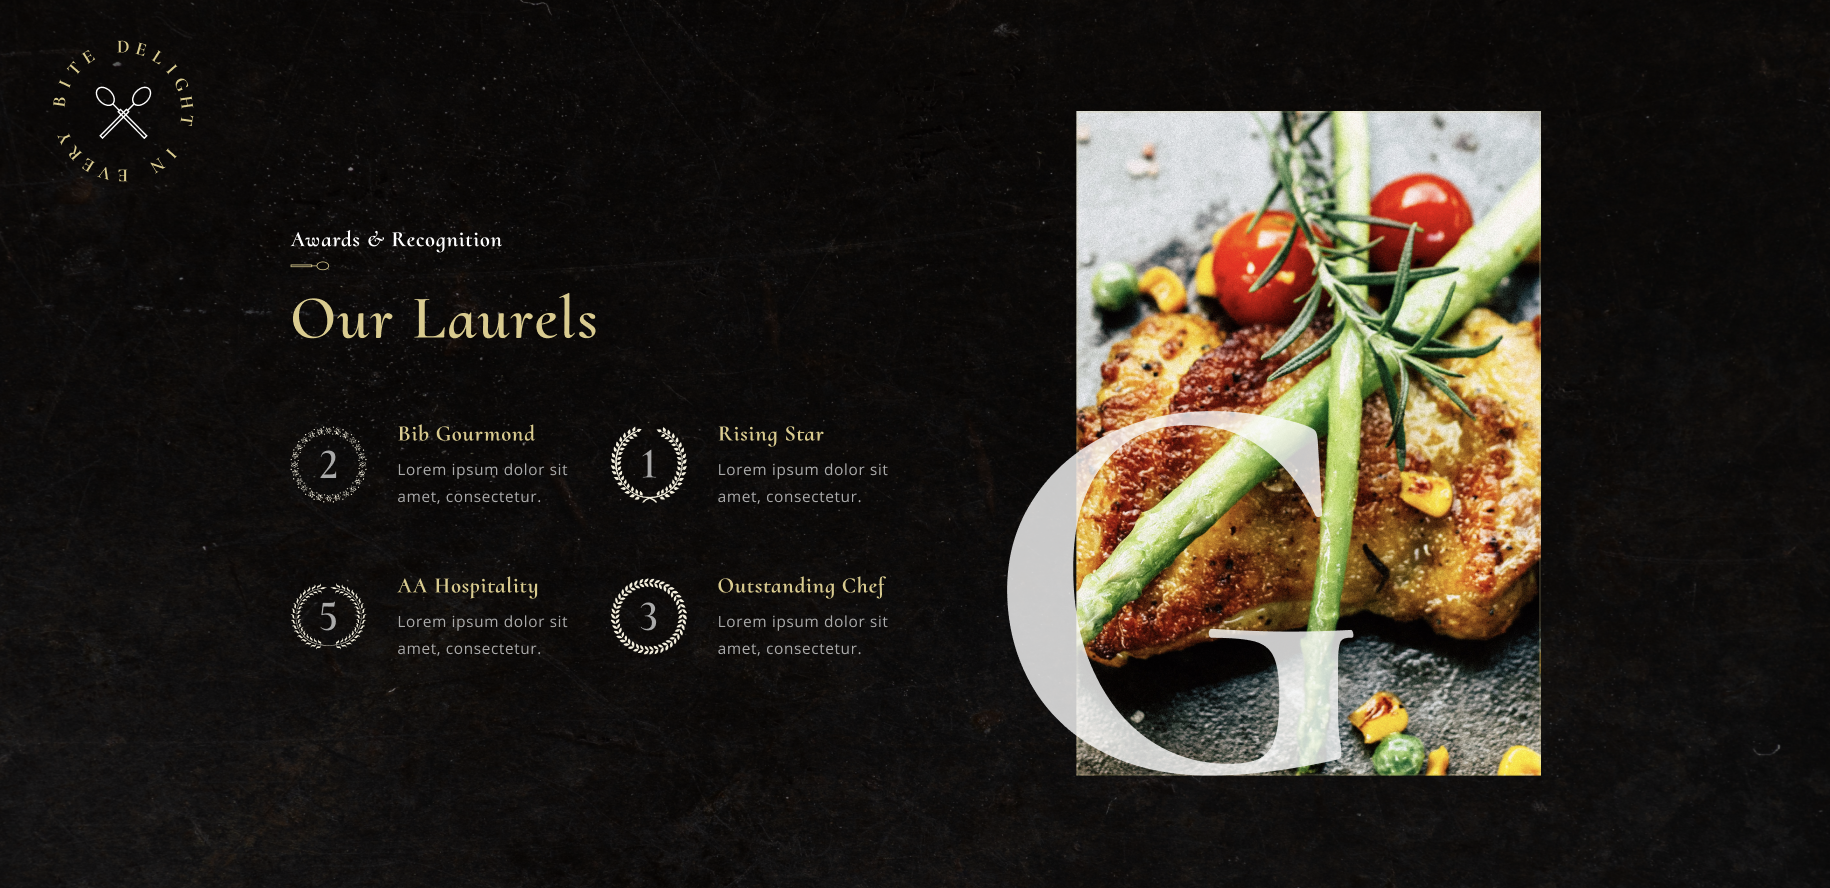 DELIGHT IN EVERY BITE
Awards & Recognition
Our Laurels
2
Bib Gourmond
Lorem ipsum dolor sit
amet, consectetur.
1
Rising Star
Lorem ipsum dolor sit
amet, consectetur.
5
AA Hospitality
Lorem ipsum dolor sit
amet, consectetur.
3
Outstanding Chef
Lorem ipsum dolor sit
amet, consectetur.
G